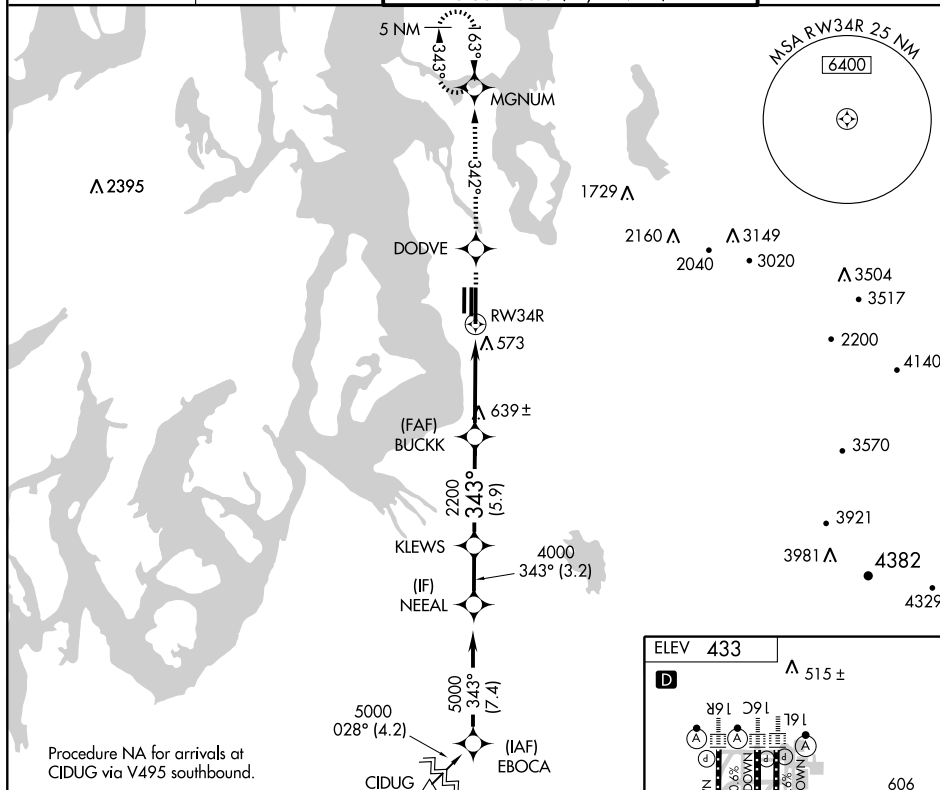 5 NM
343°
163°
MGNUM
MSA RW34R 25 NM
6400
342°
2395
1729
2160
3149
2040
3020
DODVE
3504
3517
RW34R
573
2200
4140
639 ±
(FAF)
BUCKK
3570
2200
343°
(5.9)
3921
KLEWS
4000
343° (3.2)
3981
4382
(IF)
NEEAL
4329
ELEV 433
D
515 ±
5000
343°
(7.4)
16R
16C
16L
A
A
A
5000
028° (4.2)
P
P
P
(IAF)
EBOCA
Procedure NA for arrivals at
CIDUG via V495 southbound.
CIDUG
606